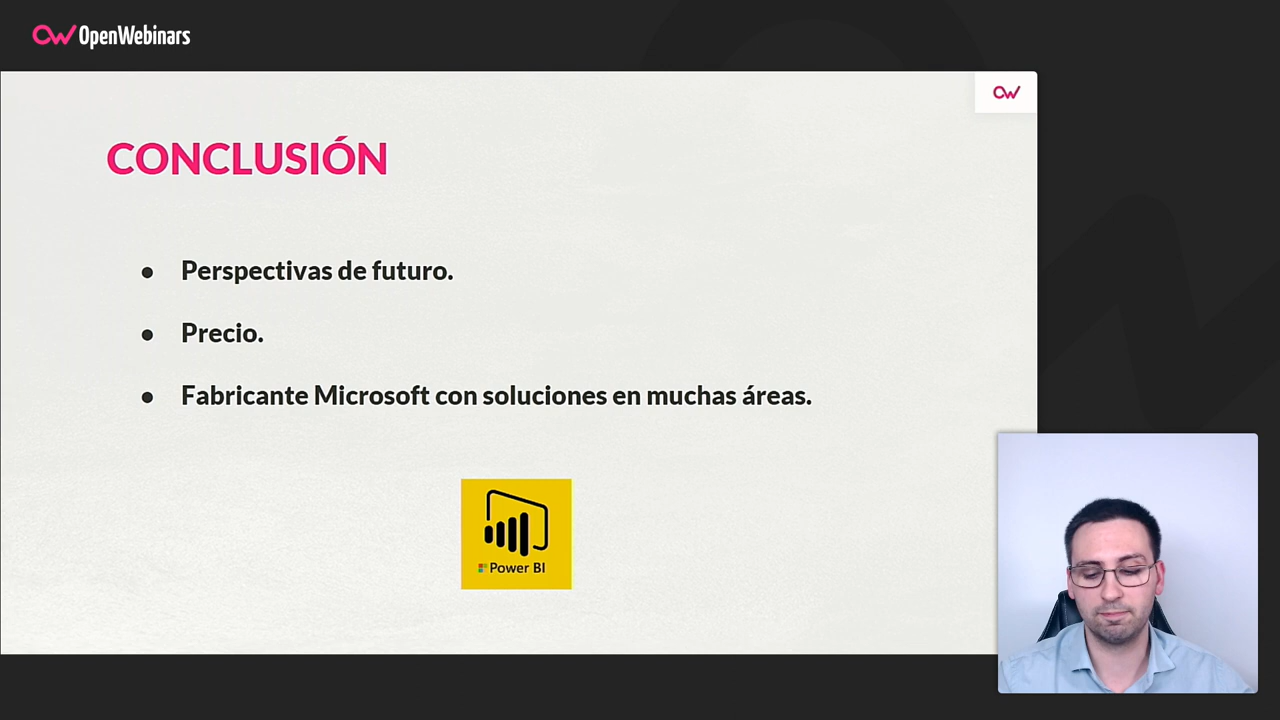 OpenWebinars
CONCLUSIÓN
● Perspectivas de futuro.
● Precio.
● Fabricante Microsoft con soluciones en muchas áreas.
Power BI